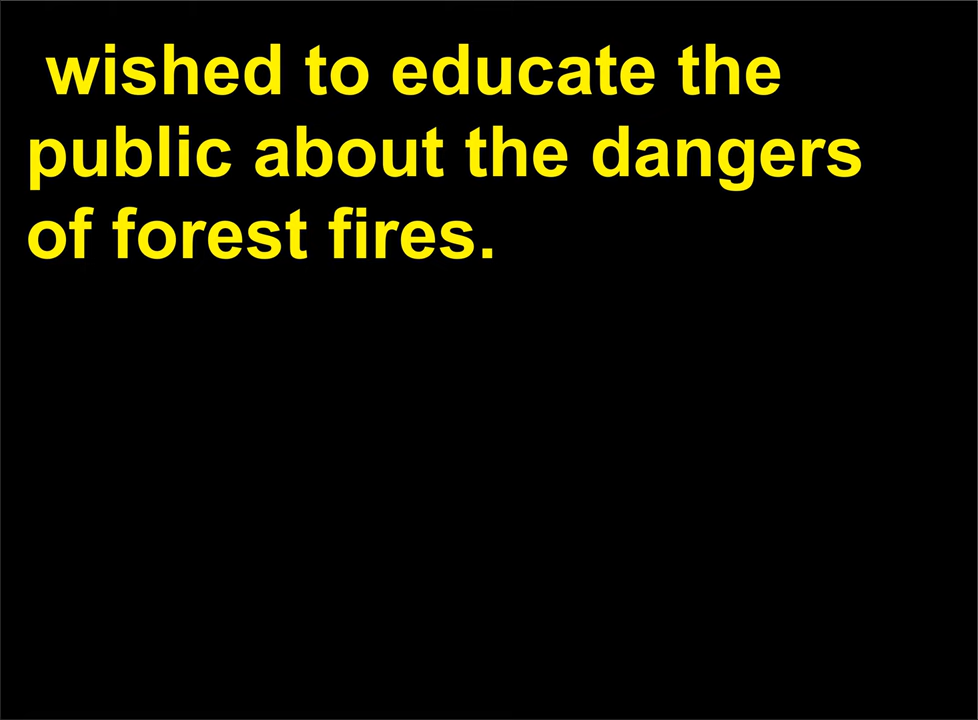 wished to educate the
public about the dangers
of forest fires.